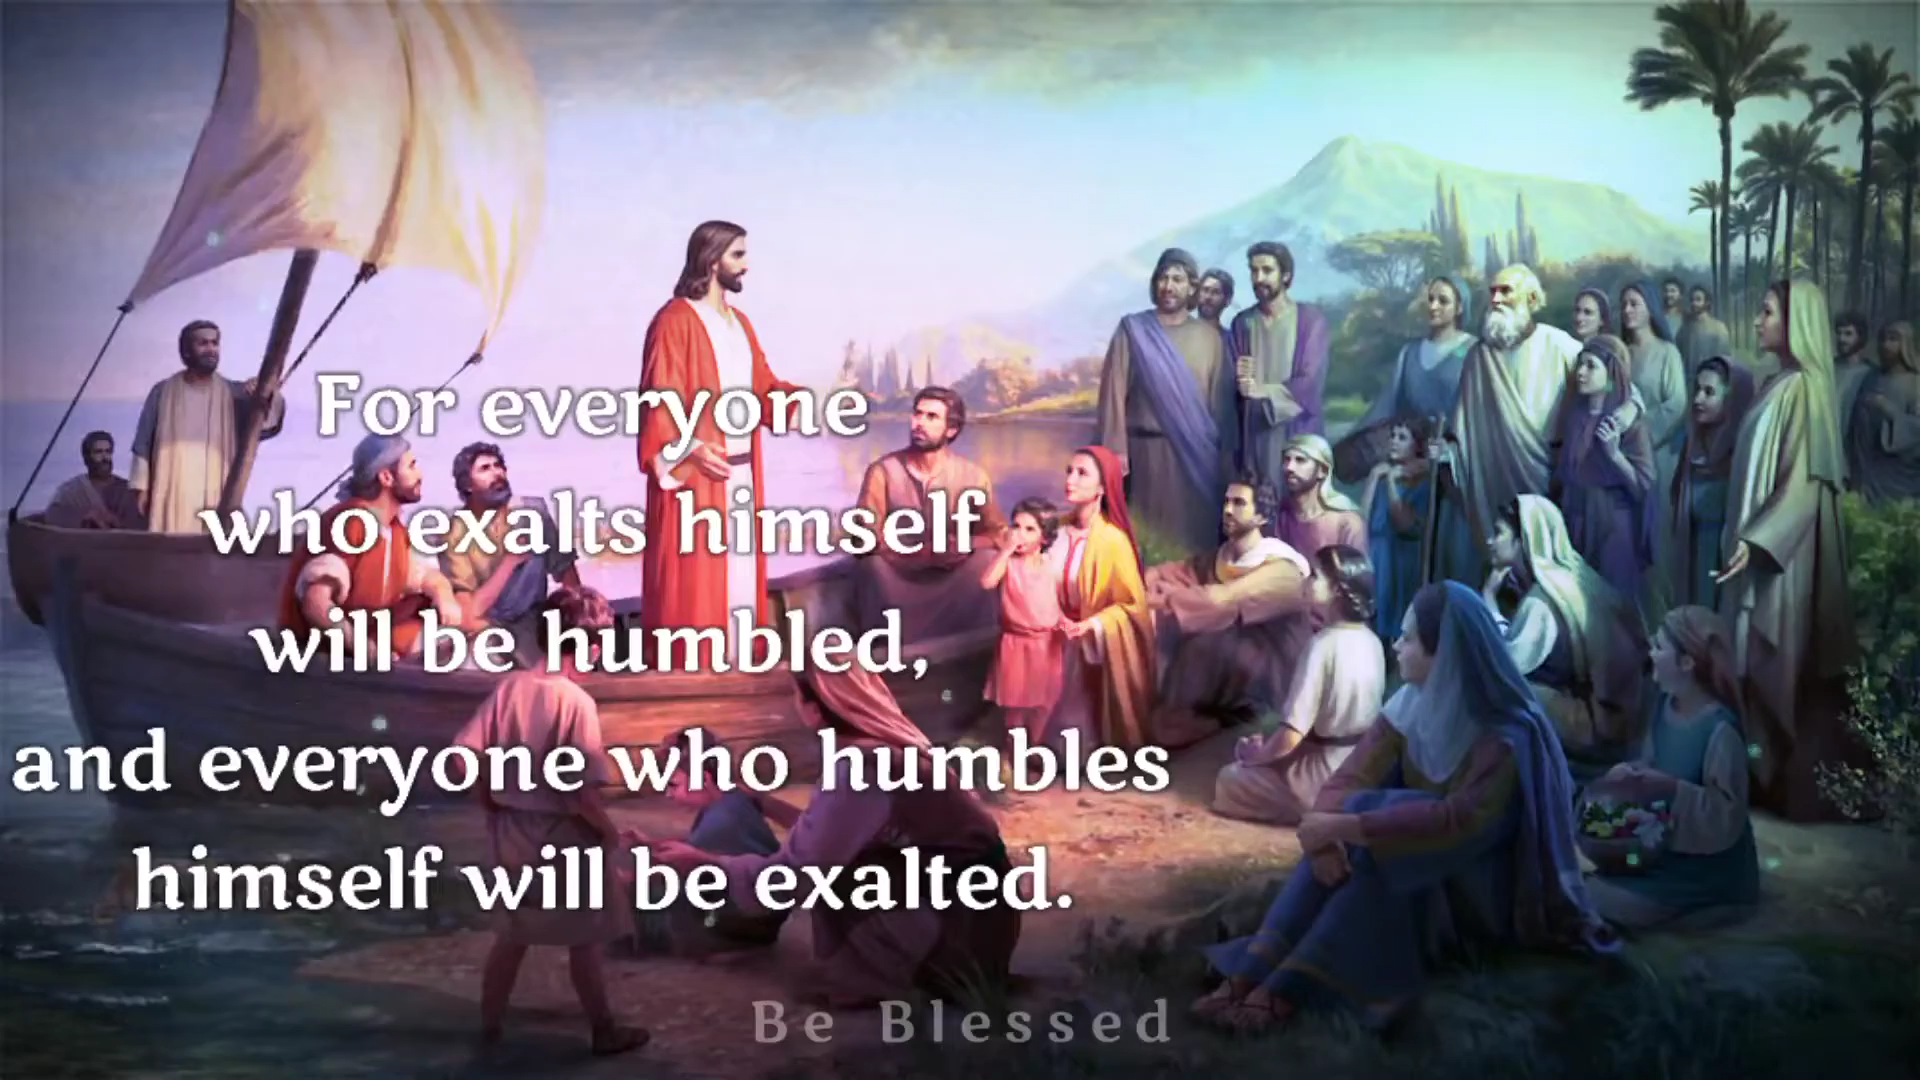 For everyone
who exalts himself
will be humbled,
and everyone who humbles
himself will be exalted.
Be Blessed